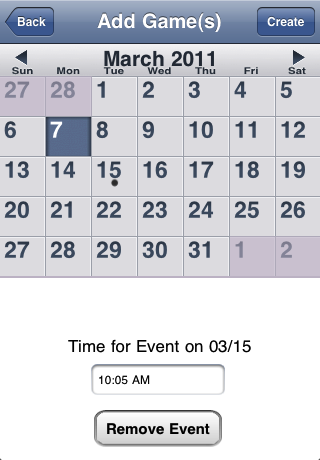 Back Add Game(s) Create
March 2011
Sun Mon Tue Wed Thu Fri Sat
27 28 1 2 3 4 5
6 7 8 9 10 11 12
13 14 15 16 17 18 19
20 21 22 23 24 25 26
27 28 29 30 31 1 2
Time for Event on 03/15
10:05 AM
Remove Event